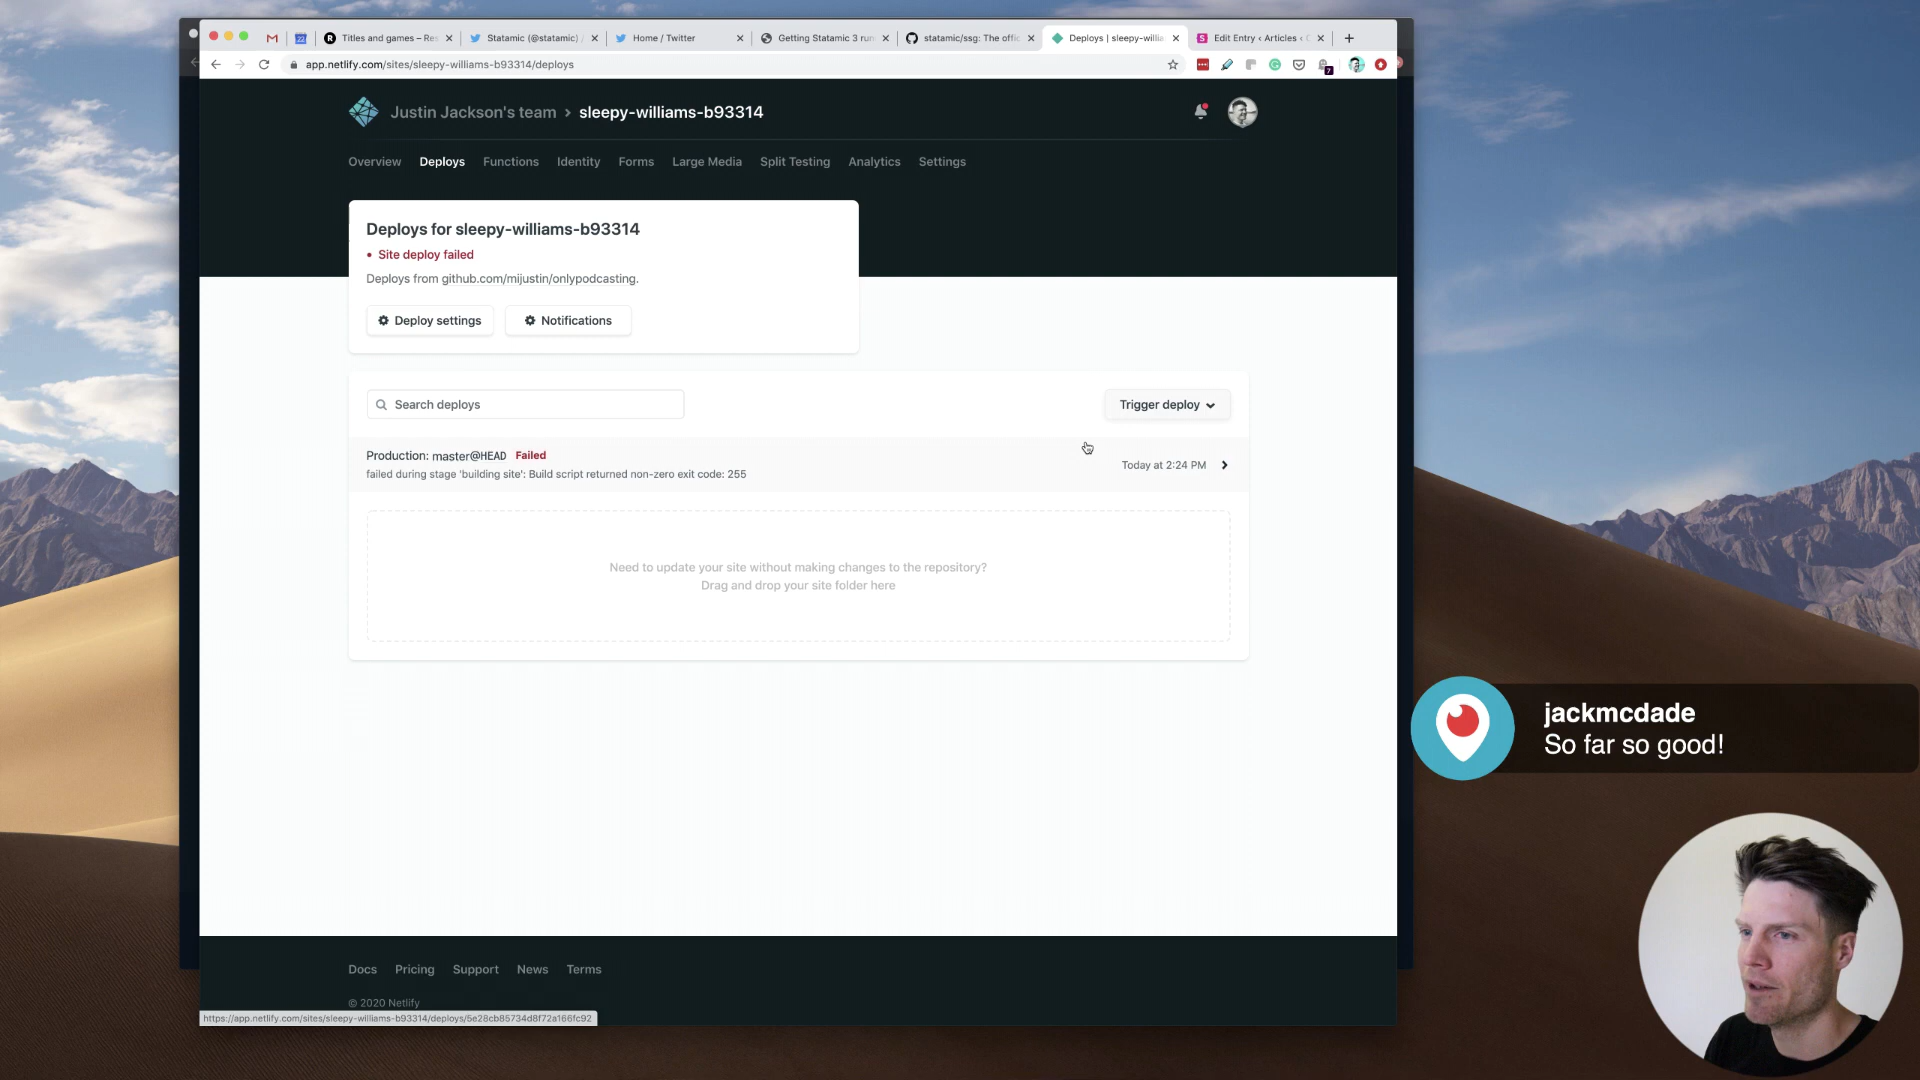 22
Titles and games – Res
Statamic (@statamic) /
Home / Twitter
Getting Statamic 3 run
statamic/ssg: The offic
Deploys | sleepy-willia
Edit Entry ‹ Articles ‹
app.netlify.com/sites/sleepy-williams-b93314/deploys
Justin Jackson's team
sleepy-williams-b93314
Overview
Deploys
Functions
Identity
Forms
Large Media
Split Testing
Analytics
Settings
Deploys for sleepy-williams-b93314
• Site deploy failed
Deploys from github.com/mijustin/onlypodcasting.
Deploy settings
Notifications
Search deploys
Trigger deploy
Production: master@HEAD Failed
failed during stage 'building site': Build script returned non-zero exit code: 255
Today at 2:24 PM
Need to update your site without making changes to the repository?
Drag and drop your site folder here
jackmcdade
So far so good!
Docs
Pricing
Support
News
Terms
© 2020 Netlify
https://app.netlify.com/sites/sleepy-williams-b93314/deploys/5e28cb85734d8f72a166fc92